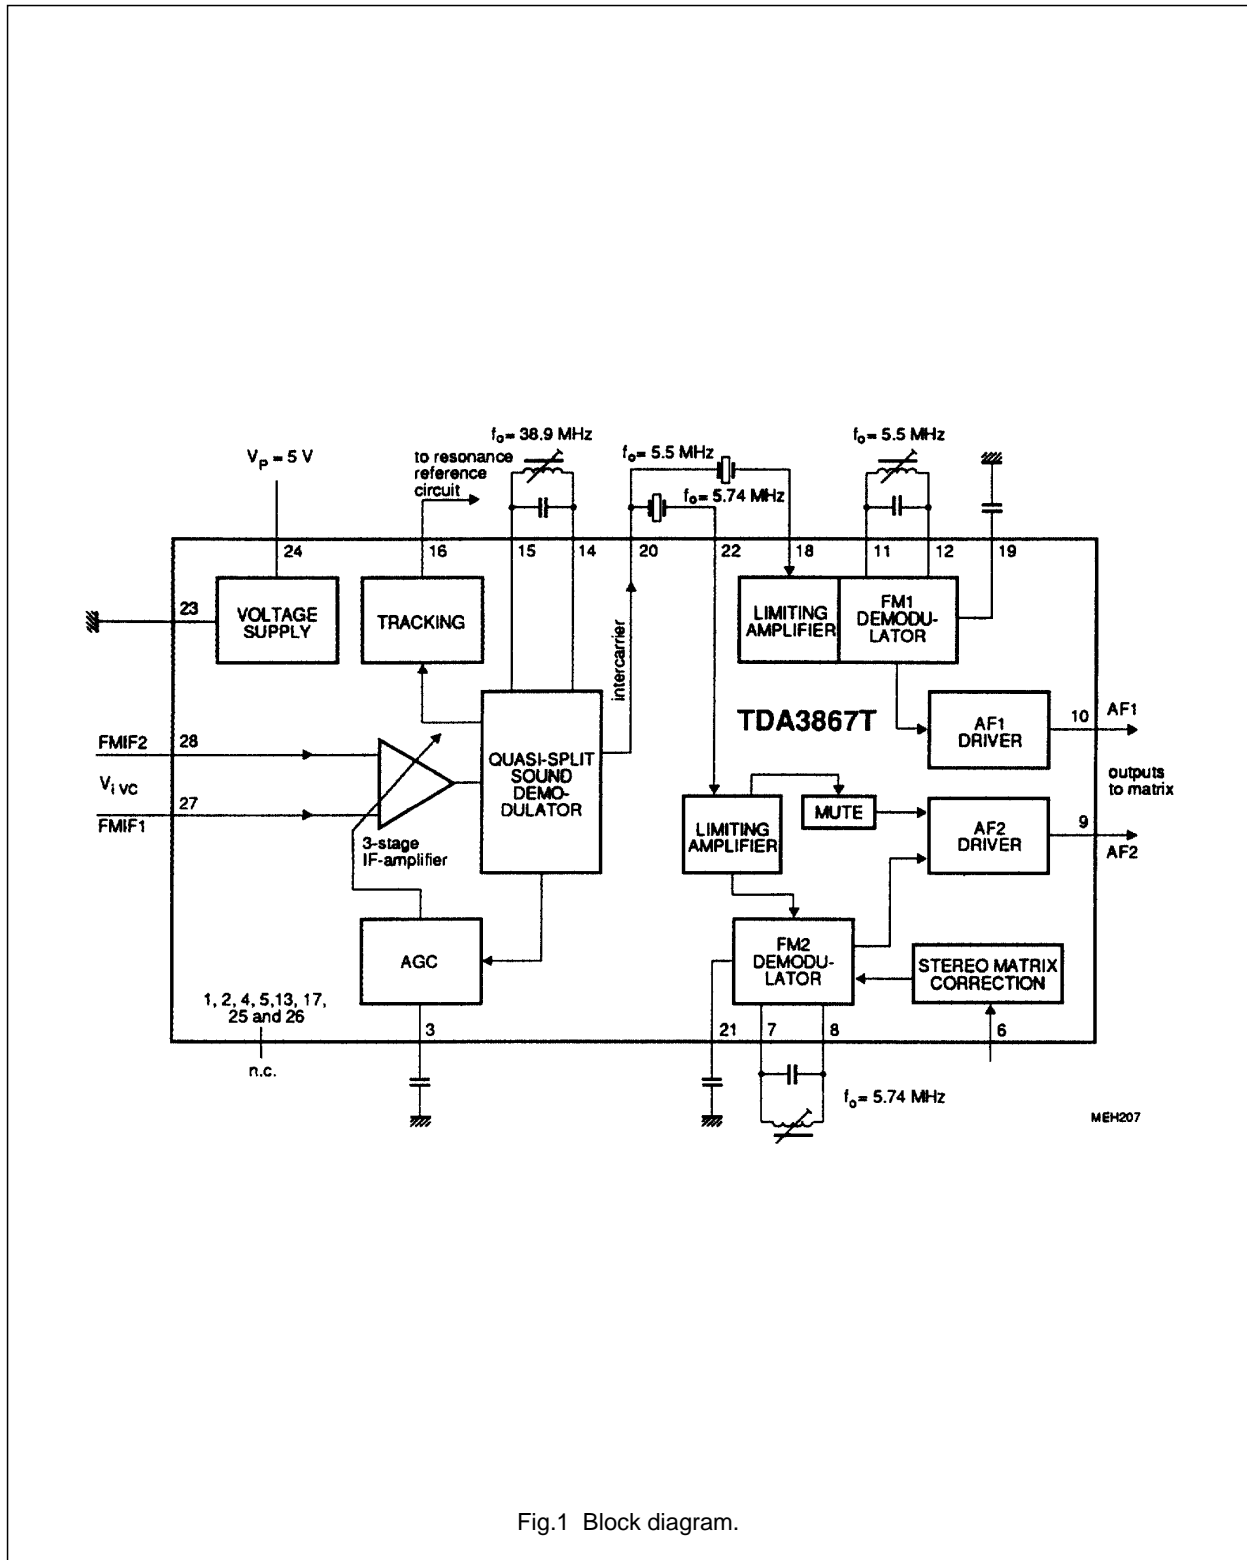 fo= 38.9 MHz
fo= 5.5 MHz
VP = 5 V
to resonance
reference
circuit
fo= 5.5 MHz
fo= 5.74 MHz
24
16
15
14
20
22
18
11
12
19
23
VOLTAGE
SUPPLY
TRACKING
LIMITING
AMPLIFIER
FM1
DEMODU-
LATOR
intercarrier
TDA3867T
AF1
DRIVER
10
AF1
FMIF2
28
Vi VC
27
FMIF1
3-stage
IF-amplifier
QUASI-SPLIT
SOUND
DEMO-
DULATOR
outputs
to matrix
LIMITING
AMPLIFIER
MUTE
AF2
DRIVER
9
AF2
AGC
FM2
DEMODU-
LATOR
STEREO MATRIX
CORRECTION
1, 2, 4, 5,13, 17,
25 and 26
n.c.
3
21
7
8
6
fo= 5.74 MHz
MEH207
Fig.1 Block diagram.